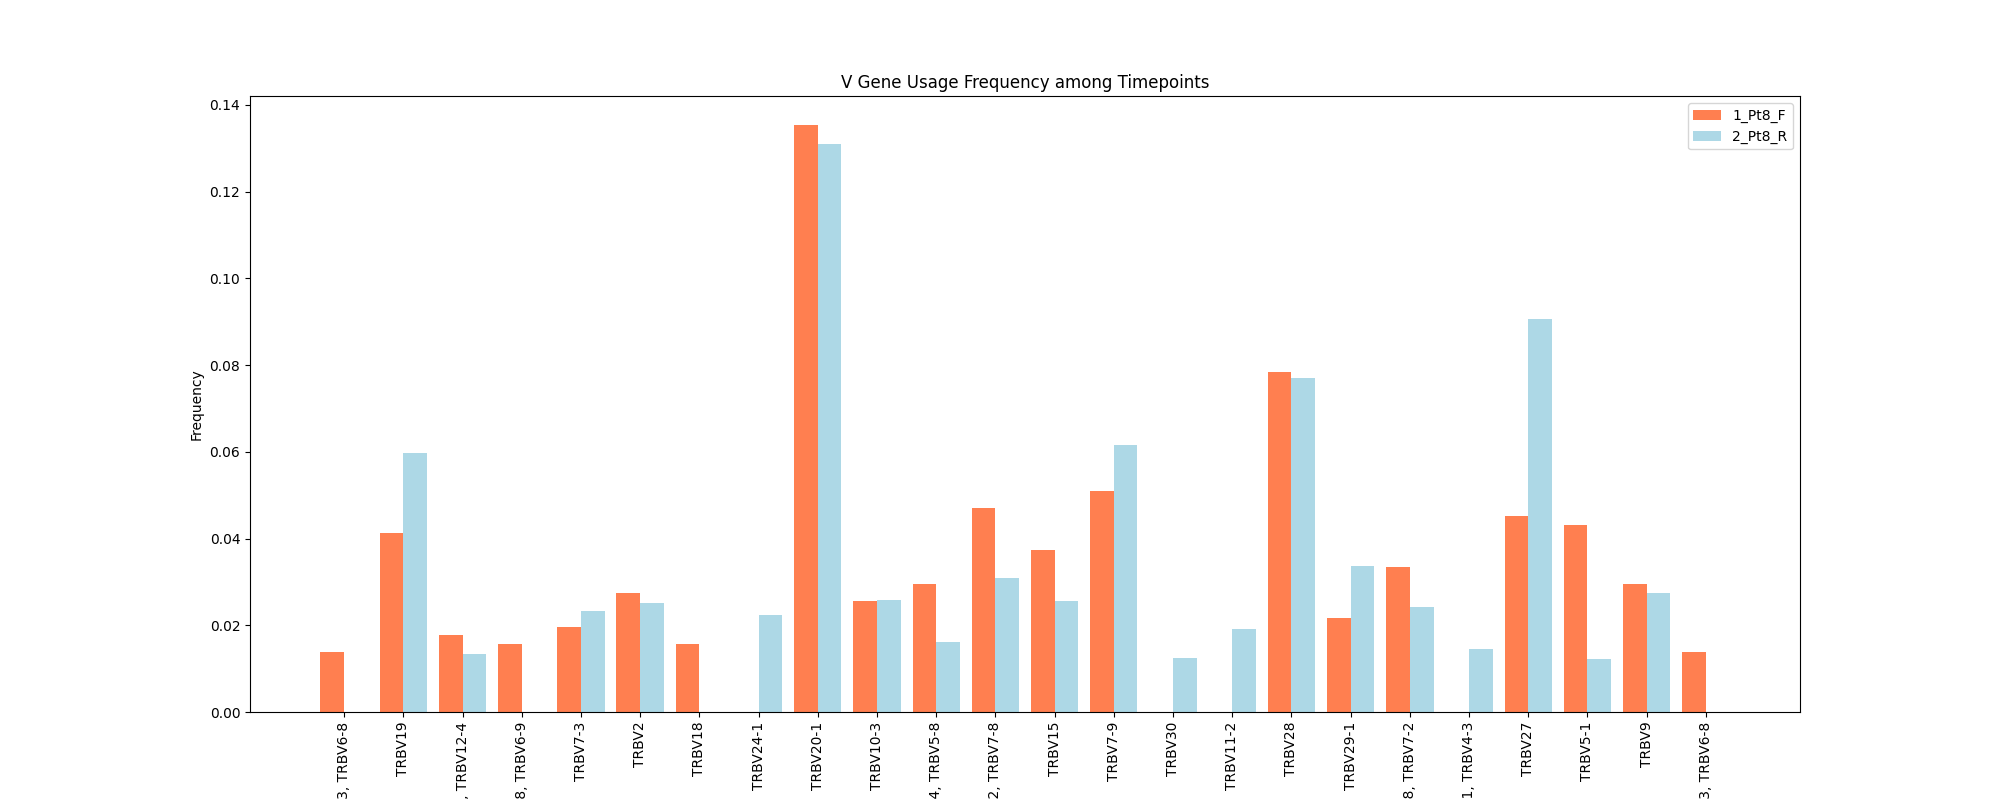 V Gene Usage Frequency among Timepoints
1_Pt8_F
2_Pt8_R
Frequency
0.14
0.12
0.10
0.08
0.06
0.04
0.02
0.00
3, TRBV6-8
TRBV19
, TRBV12-4
8, TRBV6-9
TRBV7-3
TRBV2
TRBV18
TRBV24-1
TRBV20-1
TRBV10-3
4, TRBV5-8
2, TRBV7-8
TRBV15
TRBV7-9
TRBV30
TRBV11-2
TRBV28
TRBV29-1
8, TRBV7-2
1, TRBV4-3
TRBV27
TRBV5-1
TRBV9
3, TRBV6-8